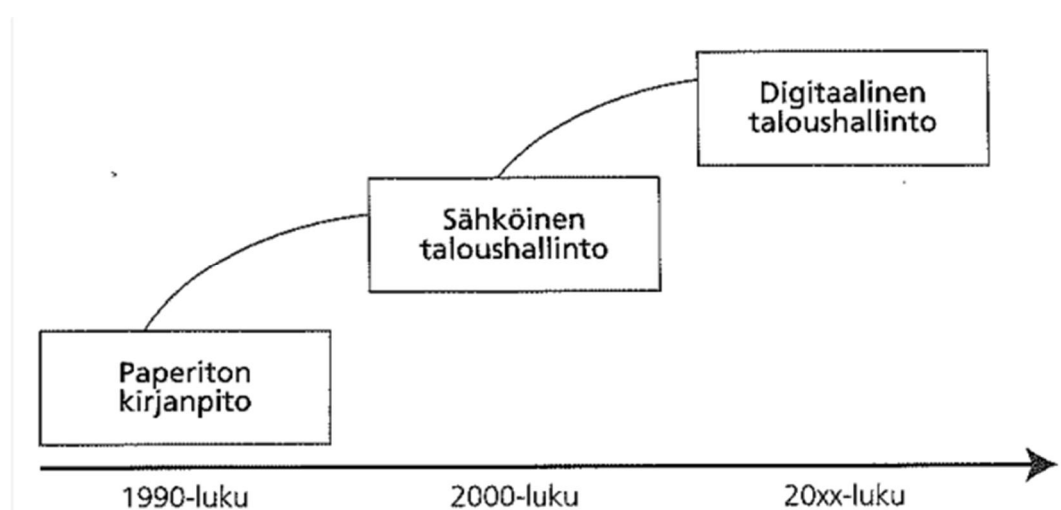 Digitaalinen
taloushallinto
Sähköinen
taloushallinto
Paperiton
kirjanpito
1990-luku
2000-luku
20xx-luku